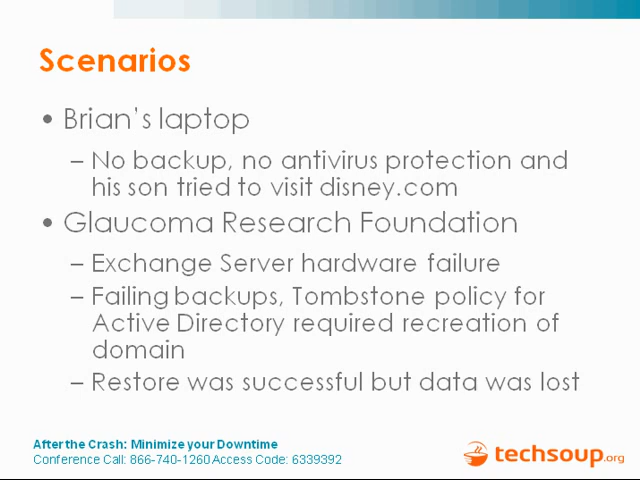 Scenarios
• Brian's laptop
– No backup, no antivirus protection and
his son tried to visit disney.com
• Glaucoma Research Foundation
– Exchange Server hardware failure
– Failing backups, Tombstone policy for
Active Directory required recreation of
domain
– Restore was successful but data was lost
After the Crash: Minimize your Downtime
Conference Call: 866-740-1260 Access Code: 6339392
techsoup.org